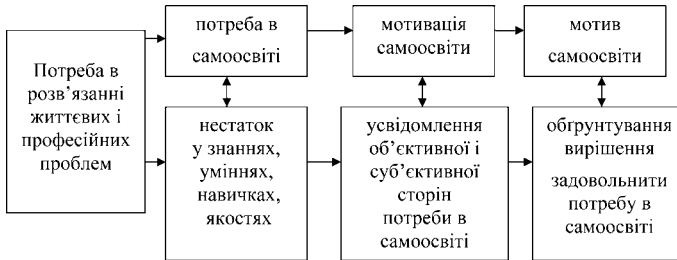 Потреба в
розв’язанні
життєвих і
професійних
проблем
потреба в
самоосвіті
мотивація
самоосвіти
мотив
самоосвіти
нестаток
у знаннях,
уміннях,
навичках,
якостях
усвідомлення
об’єктивної і
суб’єктивної
сторін
потреби в
самоосвіті
обґрунтування
вирішення
задовольнити
потребу в
самоосвіті